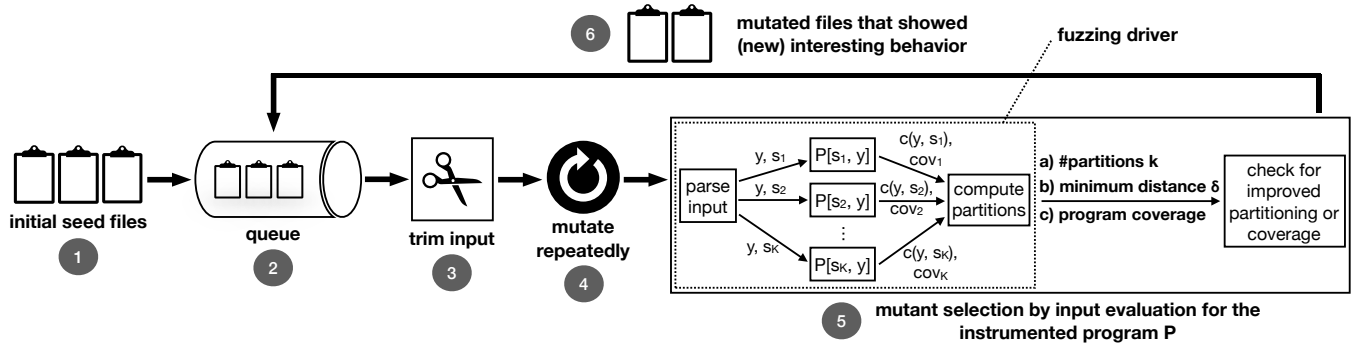 6
mutated files that showed
(new) interesting behavior
fuzzing driver
initial seed files
1
queue
2
trim input
3
mutate
repeatedly
4
parse
input
y, s1
y, s2
y, sK
P[s1, y]
P[s2, y]
⋮
P[sK, y]
c(y, s1),
cov1
c(y, s2),
cov2
c(y, sK),
covK
compute
partitions
a) #partitions k
b) minimum distance δ
c) program coverage
check for
improved
partitioning or
coverage
5
mutant selection by input evaluation for the
instrumented program P